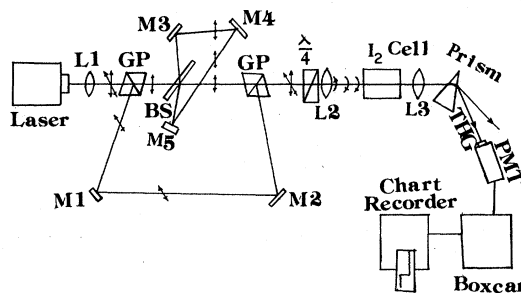 Laser
L1
GP
M3
M4
BS
M5
GP
λ/4
L2
I₂ Cell
L3
Prism
THG
PMT
M1
M2
Chart
Recorder
Boxcar